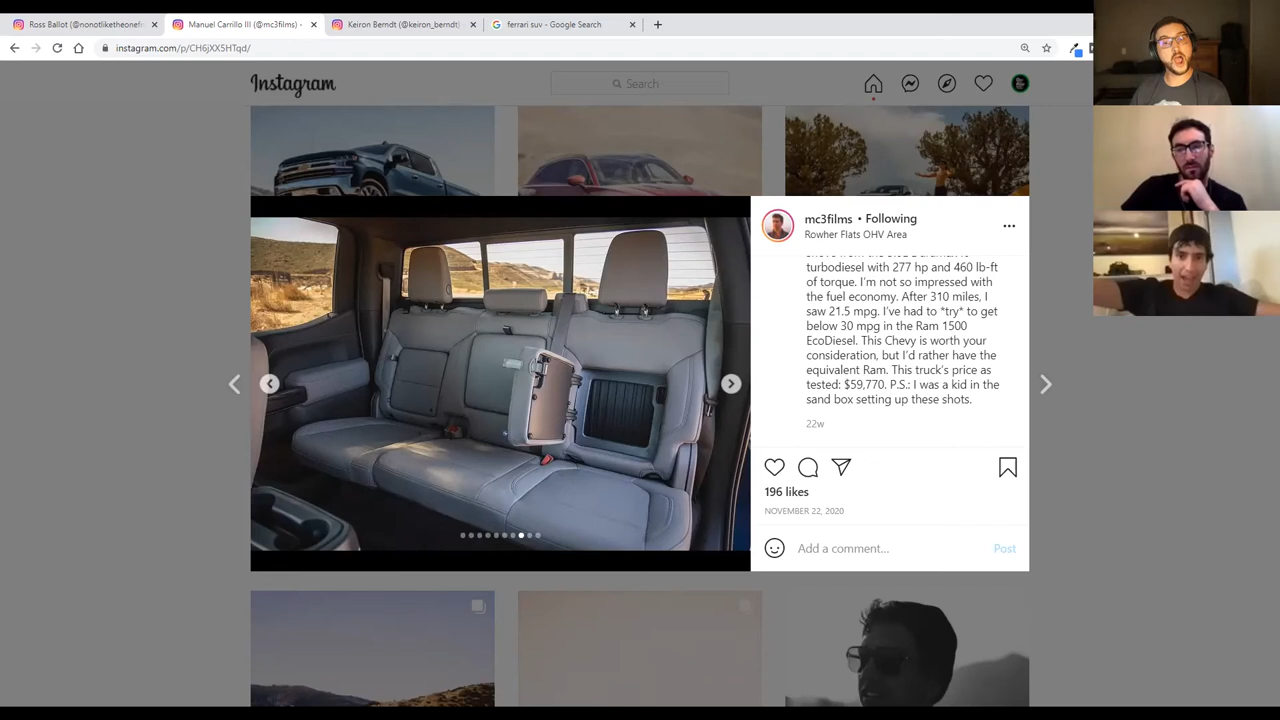 Ross Ballot (@nonotliketheonefr
Manuel Carrillo III (@mc3films) •
Keiron Berndt (@keiron_berndt)
ferrari suv - Google Search
instagram.com/p/CH6jXX5HTqd/
Instagram
Search
mc3films • Following
Rowher Flats OHV Area
turbodiesel with 277 hp and 460 lb-ft
of torque. I'm not so impressed with
the fuel economy. After 310 miles, I
saw 21.5 mpg. I've had to *try* to get
below 30 mpg in the Ram 1500
EcoDiesel. This Chevy is worth your
consideration, but I'd rather have the
equivalent Ram. This truck's price as
tested: $59,770. P.S.: I was a kid in the
sand box setting up these shots.
22w
196 likes
NOVEMBER 22, 2020
Add a comment...
Post